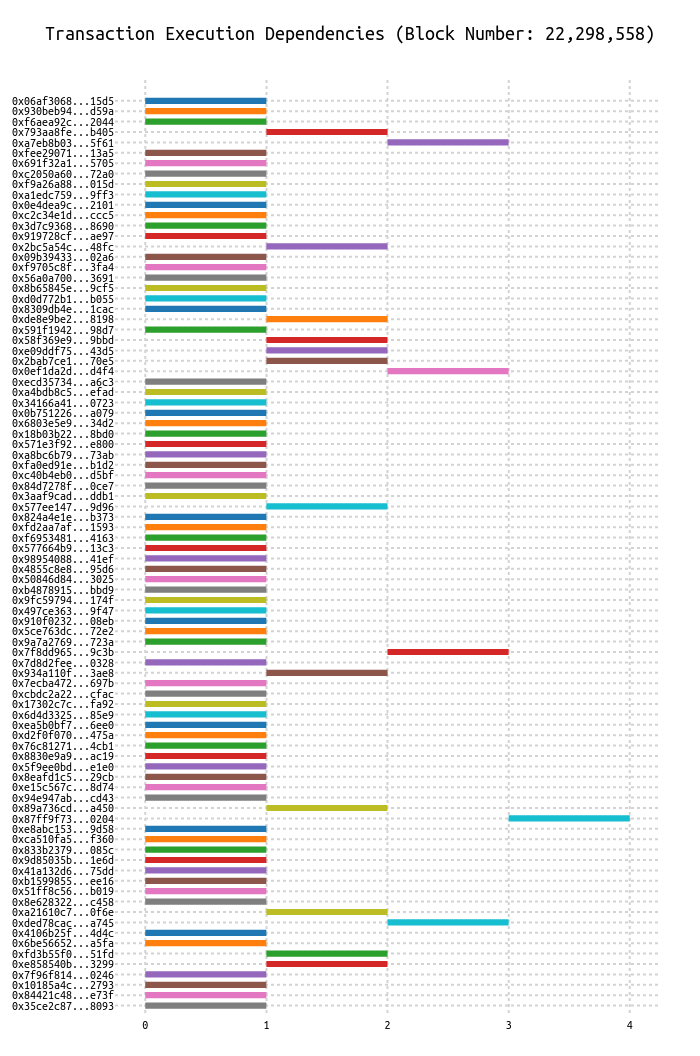 Transaction Execution Dependencies (Block Number: 22,298,558)
0x06af3068...15d5
0x930beb94...d59a
0xf6aea92c...2044
0x793aa8fe...b405
0xa7eb8b03...5f61
0xfee29071...13a5
0x691f32a1...5705
0xc2050a60...72a0
0xf9a26a88...015d
0xa1edc759...9ff3
0x0e4dea9c...2101
0xc2c34e1d...ccc5
0x3d7c9368...8690
0x919728cf...ae97
0x2bc5a54c...48fc
0x09b39433...02a6
0xf9705c8f...3fa4
0x56a0a700...3691
0x8b65845e...9cf5
0xd0d772b1...b055
0x8309db4e...1cac
0xde8e9be2...8198
0x591f1942...98d7
0x58f369e9...9bbd
0xe09ddf75...43d5
0x2bab7ce1...70e5
0x0ef1da2d...d4f4
0xecd35734...a6c3
0xa4bdb8c5...efad
0x34166a41...0723
0x0b751226...a079
0x6803e5e9...34d2
0x18b03b22...8bd0
0x571e3f92...e800
0xa8bc6b79...73ab
0xfa0ed91e...b1d2
0xc40b4eb0...d5bf
0x84d7278f...0ce7
0x3aaf9cad...ddb1
0x577ee147...9d96
0x824a4e1e...b373
0xfd2aa7af...1593
0xf6953481...4163
0x577664b9...13c3
0x98954088...41ef
0x4855c8e8...95d6
0x50846d84...3025
0xb4878915...bbd9
0x9fc59794...174f
0x497ce363...9f47
0x910f0232...08eb
0x5ce763dc...72e2
0x9a7a2769...723a
0x7f8dd965...9c3b
0x7d8d2fee...0328
0x934a110f...3ae8
0x7ecba472...697b
0xcbdc2a22...cfac
0x17302c7c...fa92
0x6d4d3325...85e9
0xea5b0bf7...6ee0
0xd2f0f070...475a
0x76c81271...4cb1
0x8830e9a9...ac19
0x5f9ee0bd...e1e0
0x8eafd1c5...29cb
0xe15c567c...8d74
0x94e947ab...cd43
0x89a736cd...a450
0x87ff9f73...0204
0xe8abc153...9d58
0xca510fa5...f360
0x833b2379...085c
0x9d85035b...1e6d
0x41a132d6...75dd
0xb1599855...ee16
0x51ff8c56...b019
0x8e628322...c458
0xa21610c7...0f6e
0xded78cac...a745
0x4106b25f...4d4c
0x6be56652...a5fa
0xfd3b55f0...51fd
0xe858540b...3299
0x7f96f814...0246
0x10185a4c...2793
0x84421c48...e73f
0x35ce2c87...8093
0 1 2 3 4